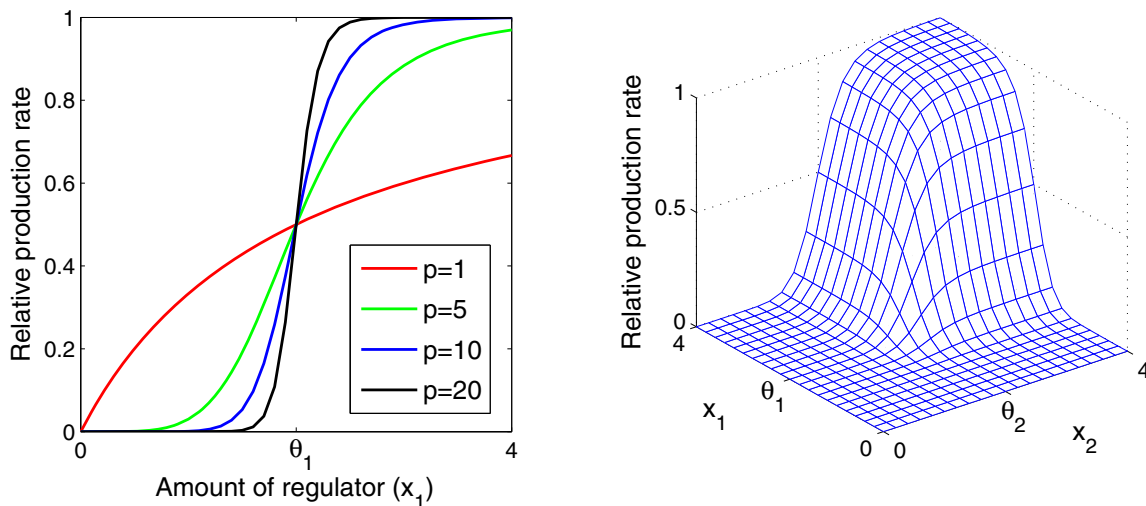 Relative production rate
1
0.8
0.6
0.4
0.2
0
0
θ1
4
Amount of regulator (x1)
p=1
p=5
p=10
p=20
Relative production rate
1
0.5
0
4
θ1
x1
0
0
θ2
x2
4